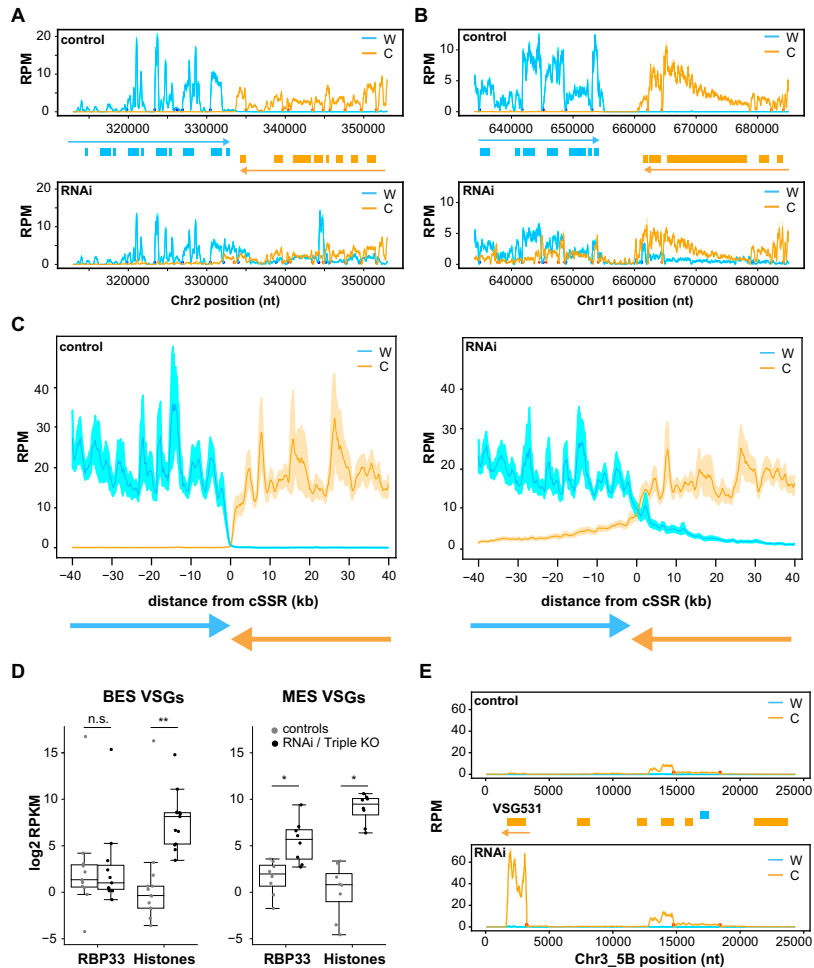 A
control
W
C
RPM
20
10
0
320000 330000 340000 350000
RNAi
W
C
RPM
20
10
0
320000 330000 340000 350000
Chr2 position (nt)
B
control
W
C
RPM
10
5
0
640000 650000 660000 670000 680000
RNAi
W
C
RPM
10
5
0
640000 650000 660000 670000 680000
Chr11 position (nt)
C
control
W
C
RPM
40
30
20
10
0
−40 −30 −20 −10 0 10 20 30 40
distance from cSSR (kb)
RNAi
W
C
RPM
40
30
20
10
0
−40 −30 −20 −10 0 10 20 30 40
distance from cSSR (kb)
D
BES VSGs
n.s.
**
log2 RPKM
15
10
5
0
−5
RBP33 Histones
MES VSGs
controls
RNAi / Triple KO
*
*
15
10
5
0
−5
RBP33 Histones
E
control
W
C
60
40
20
0
0 5000 10000 15000 20000 25000
VSG531
RPM
RNAi
W
C
60
40
20
0
0 5000 10000 15000 20000 25000
Chr3_5B position (nt)